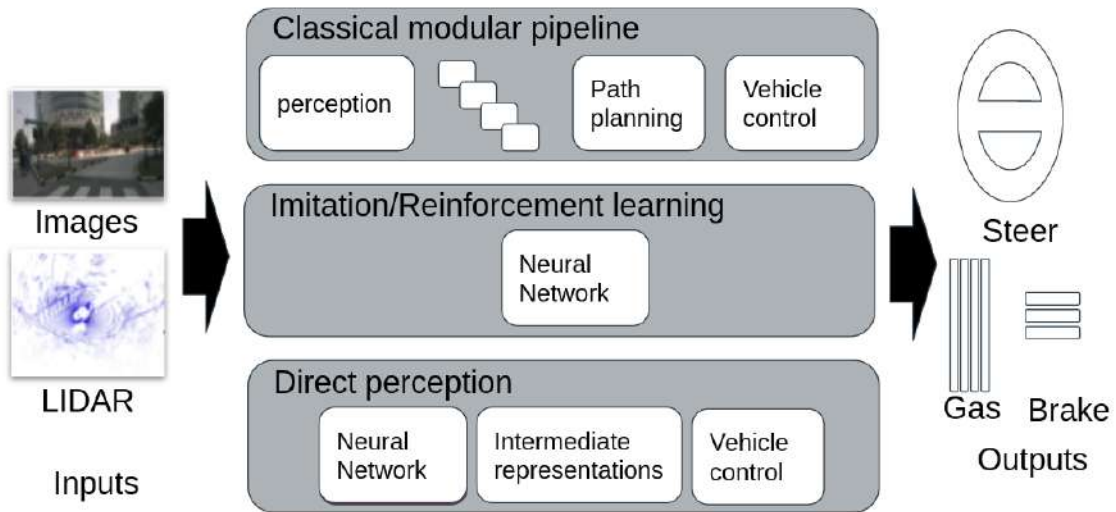 Classical modular pipeline
perception
Path
planning
Vehicle
control
Images
Imitation/Reinforcement learning
Neural
Network
Steer
LIDAR
Direct perception
Neural
Network
Intermediate
representations
Vehicle
control
Gas
Brake
Inputs
Outputs